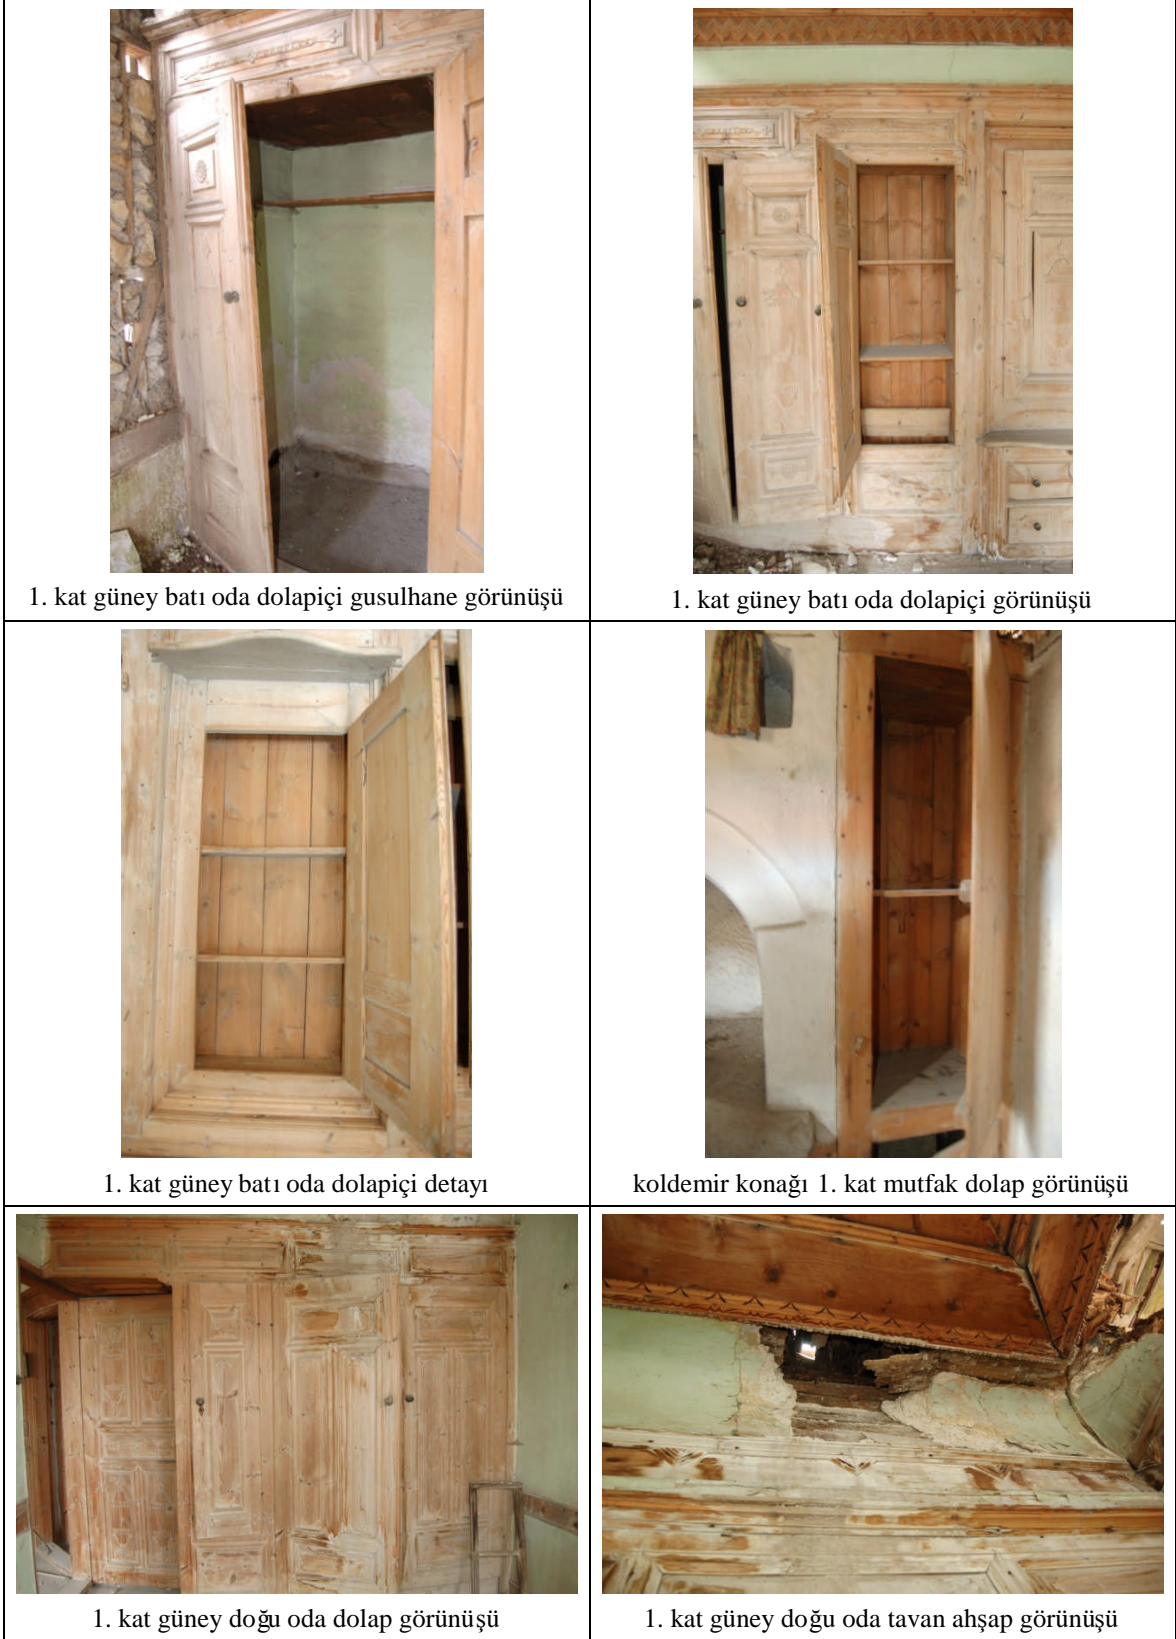 1. kat güney batı oda dolapiçi gusulhane görünüşü
1. kat güney batı oda dolapiçi görünüşü
1. kat güney batı oda dolapiçi detayı
koldemir konağı 1. kat mutfak dolap görünüşü
1. kat güney doğu oda dolap görünüşü
1. kat güney doğu oda tavan ahşap görünüşü